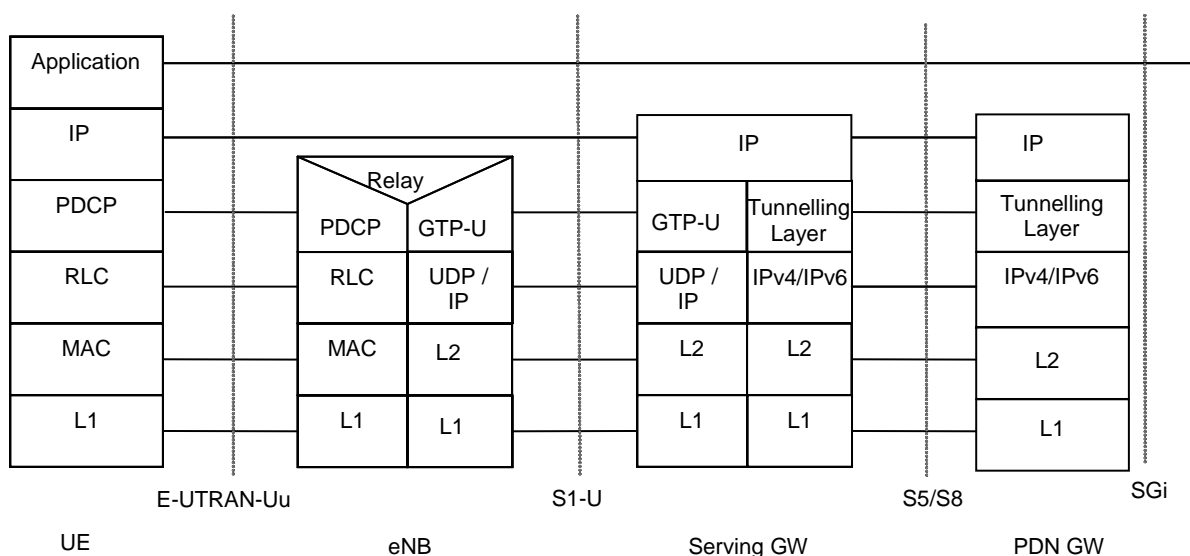 Application
IP
IP
IP
Relay
PDCP
PDCP
GTP-U
GTP-U
Tunnelling
Layer
Tunnelling
Layer
RLC
RLC
UDP /
IP
UDP /
IP
IPv4/IPv6
IPv4/IPv6
MAC
MAC
L2
L2
L2
L2
L1
L1
L1
L1
L1
L1
E-UTRAN-Uu
S1-U
S5/S8
SGi
UE
eNB
Serving GW
PDN GW